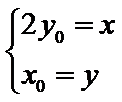 2y₀ = x
x₀ = y